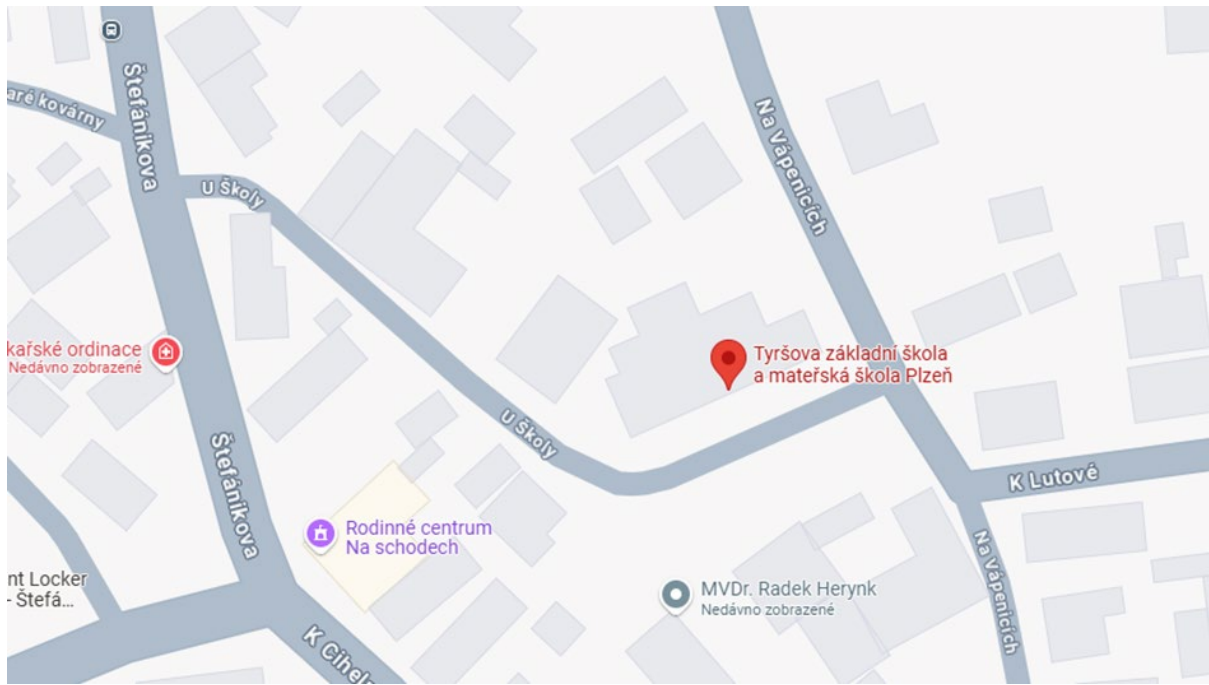 Štefánikova
aré kovárny
U Školy
Na Vápenicích
kařské ordinace
Nedávno zobrazené
Tyršova základní škola
a mateřská škola Plzeň
U Školy
Štefánikova
K Lutové
Rodinné centrum
Na schodech
nt Locker
- Štefá...
MVDr. Radek Herynk
Nedávno zobrazené
Na Vápenicích
K Cihel